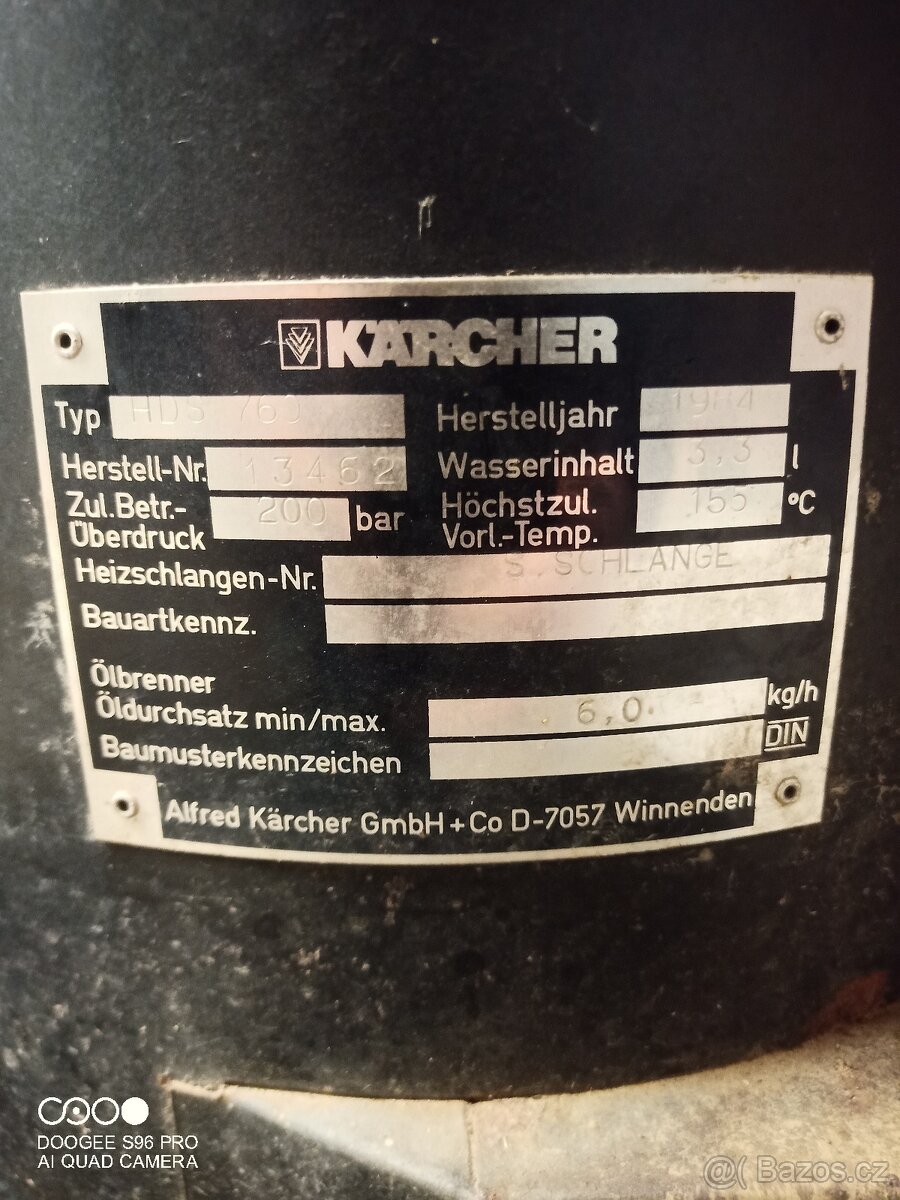 KÄRCHER
Typ HDS 760 Herstelljahr 1984
Herstell-Nr. 13462 Wasserinhalt 3,3 l
Zul.Betr.-Überdruck 200 bar Höchstzul. Vorl.-Temp. 155 °C
Heizschlangen-Nr. S.SCHLANGE
Bauartkennz.
Ölbrenner
Öldurchsatz min/max. 6,0 kg/h
Baumusterkennzeichen DIN
Alfred Kärcher GmbH+Co D-7057 Winnenden
DOOGEE S96 PRO
AI QUAD CAMERA
@ Bazos.cz